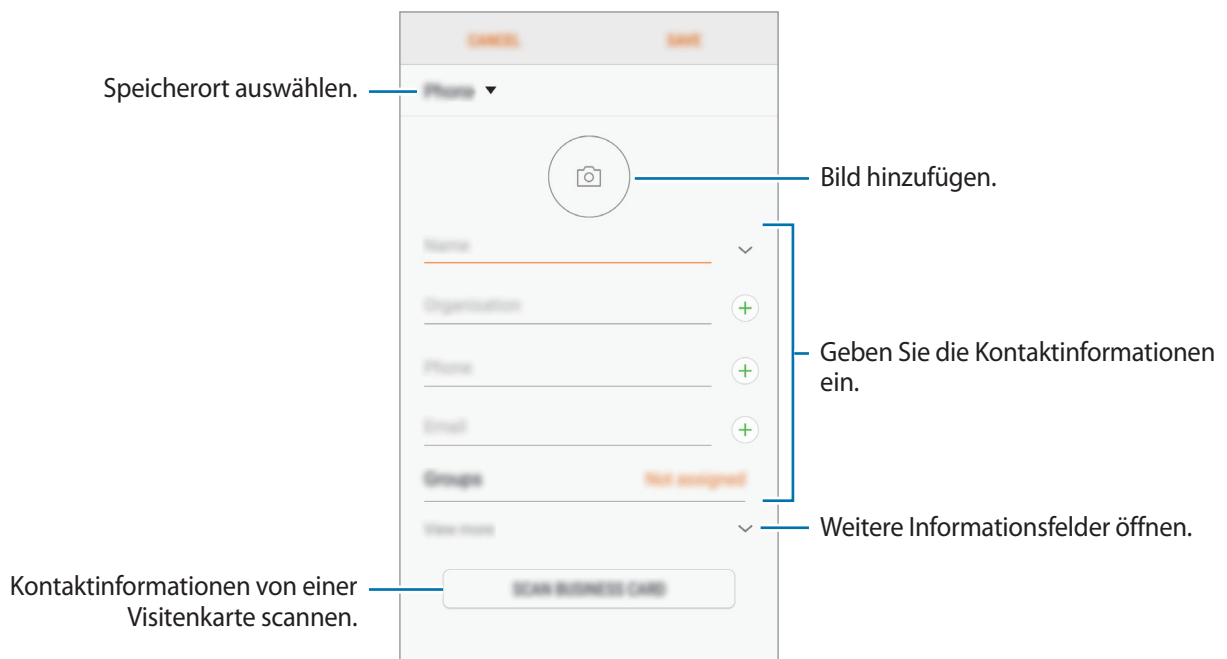 CANCEL
SAVE
Speicherort auswählen.
Phone
Bild hinzufügen.
Name
Organisation
Phone
Geben Sie die Kontaktinformationen
ein.
Email
Groups
Not assigned
View more
Weitere Informationsfelder öffnen.
Kontaktinformationen von einer
Visitenkarte scannen.
SCAN BUSINESS CARD